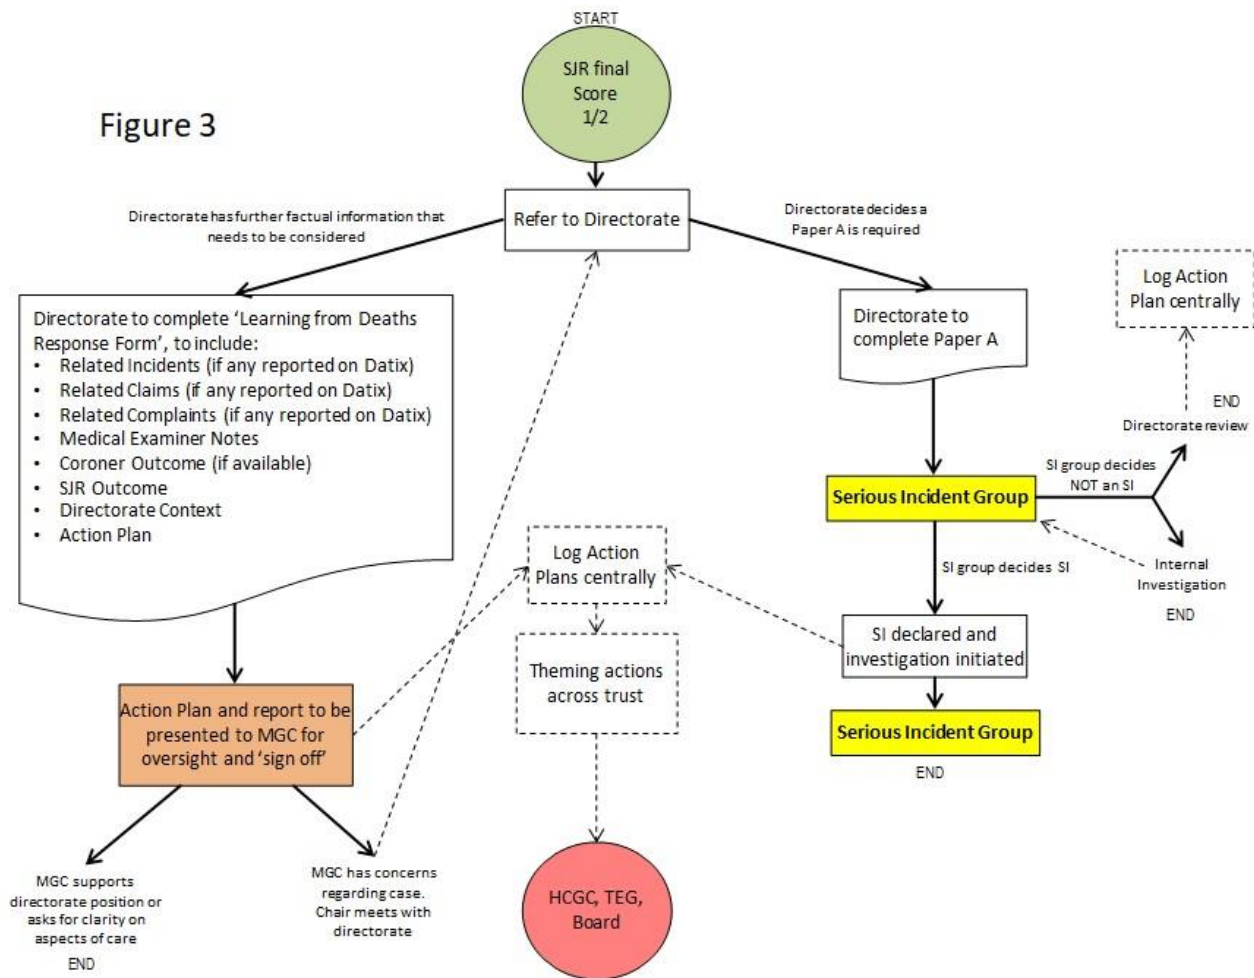 START
SJR final
Score
1/2
Figure 3
Directorate has further factual information that
needs to be considered
Refer to Directorate
Directorate decides a
Paper A is required
Log Action
Plan centrally
Directorate to complete ‘Learning from Deaths
Response Form’, to include:
• Related Incidents (if any reported on Datix)
• Related Claims (if any reported on Datix)
• Related Complaints (if any reported on Datix)
• Medical Examiner Notes
• Coroner Outcome (if available)
• SJR Outcome
• Directorate Context
• Action Plan
Directorate to
complete Paper A
END
Directorate review
SI group decides
NOT an SI
Serious Incident Group
Internal
Investigation
END
Log Action
Plans centrally
SI group decides SI
SI declared and
investigation initiated
Theming actions
across trust
Serious Incident Group
END
Action Plan and report to be
presented to MGC for
oversight and ‘sign off’
MGC supports
directorate position or
asks for clarity on
aspects of care
END
MGC has concerns
regarding case.
Chair meets with
directorate
HCGC, TEG,
Board